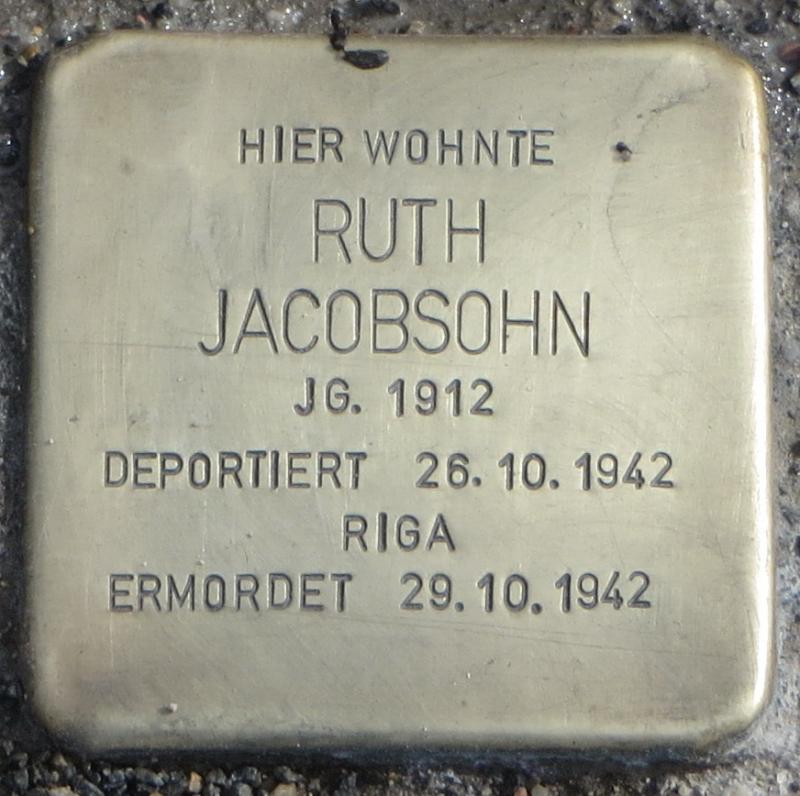 HIER WOHNTE
RUTH
JACOBSOHN
JG. 1912
DEPORTIERT 26.10.1942
RIGA
ERMORDET 29.10.1942